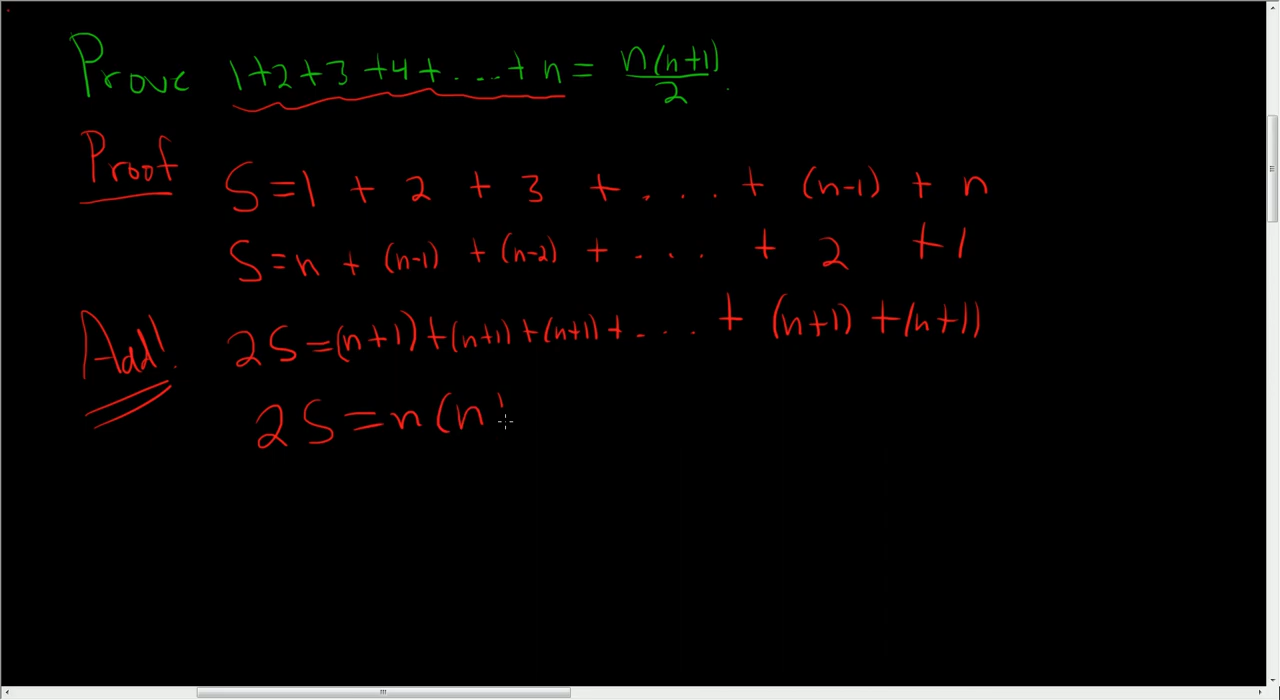 Prove 1+2+3+4+....+n = n(n+1)/2.
Proof S=1 + 2 + 3 + .... + (n-1) + n
S=n + (n-1) + (n-2) + .... + 2 + 1
Add. 2S=(n+1)+(n+1)+(n+1)+.... + (n+1) + (n+1)
2S=n(n